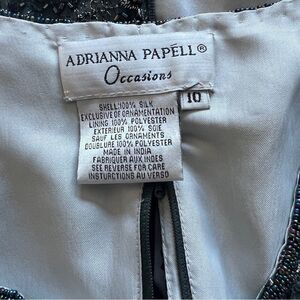 ADRIANNA PAPELL®
Occasions
10
SHELL:100% SILK
EXCLUSIVE OF ORNAMENTATION
LINING 100% POLYESTER
EXTERIEUR 100% SOIE
SAUF LES ORNAMENTS
DOUBLURE 100% POLYESTER
MADE IN INDIA
FABRIQUER AUX INDES
SEE REVERSE FOR CARE
INSTURCTIONS AU VERSO